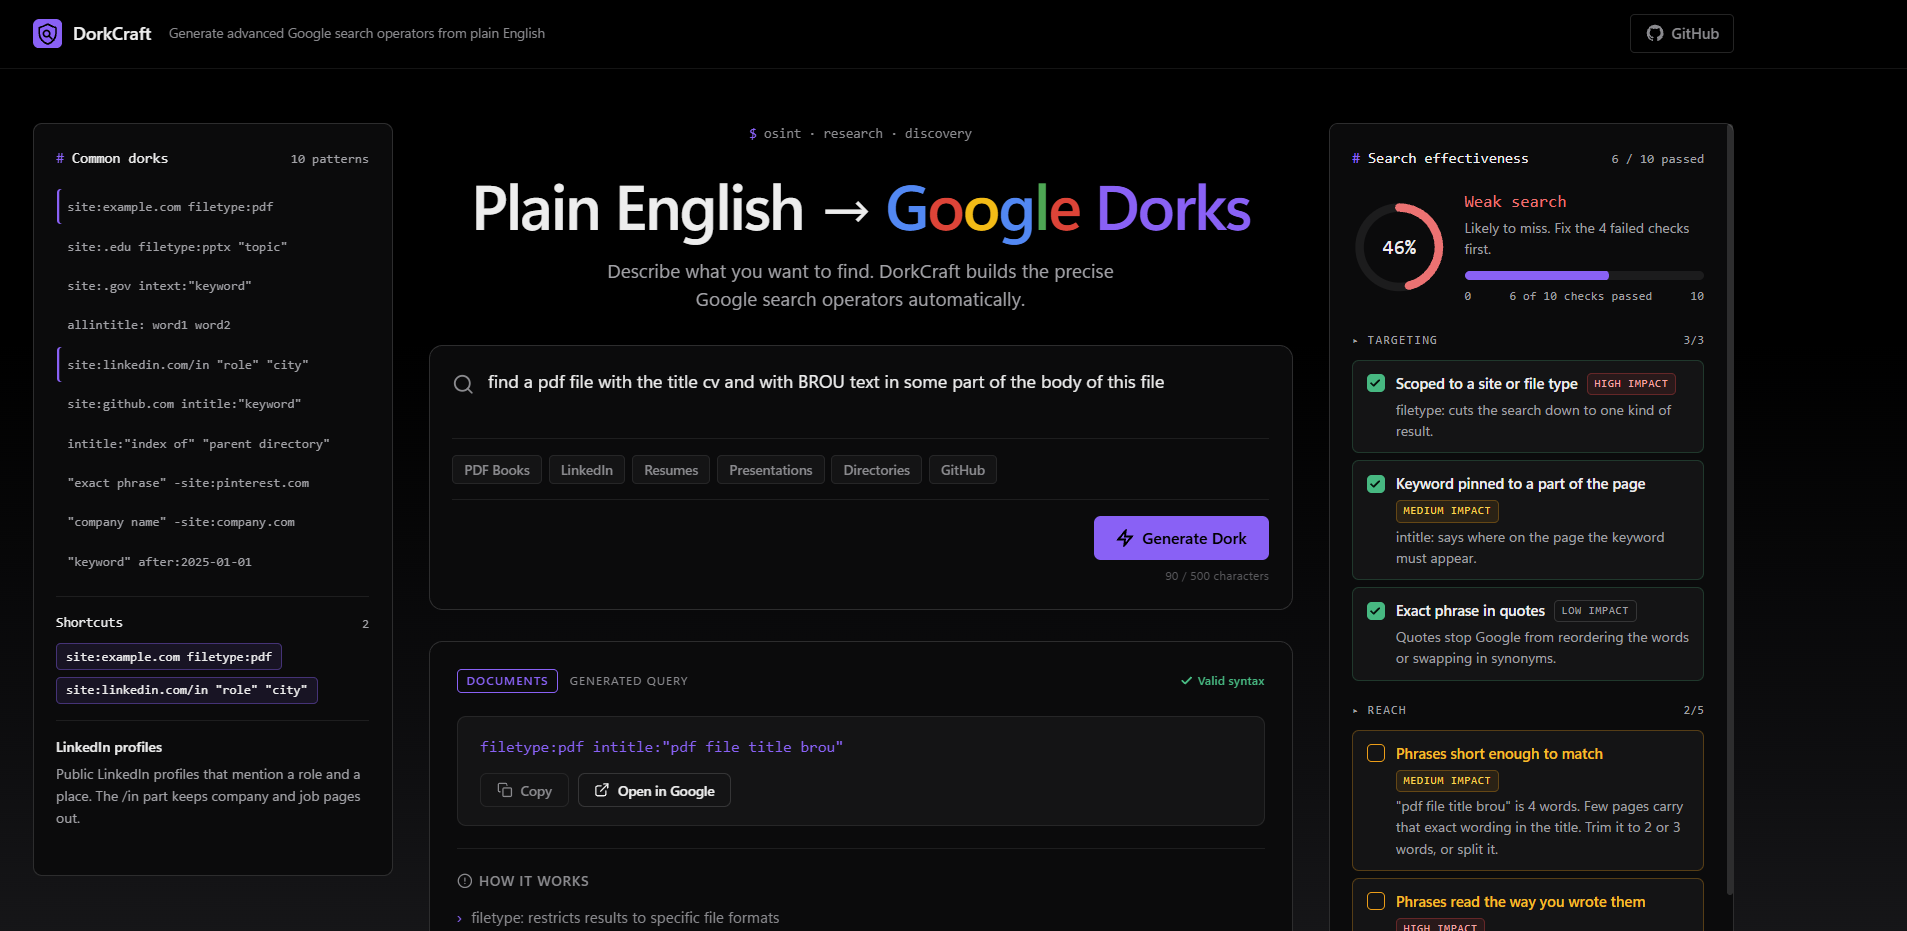 DorkCraft Generate advanced Google search operators from plain English
GitHub
# Common dorks 10 patterns
site:example.com filetype:pdf
site:.edu filetype:pptx "topic"
site:.gov intext:"keyword"
allintitle: word1 word2
site:linkedin.com/in "role" "city"
site:github.com intitle:"keyword"
intitle:"index of" "parent directory"
"exact phrase" -site:pinterest.com
"company name" -site:company.com
"keyword" after:2025-01-01
Shortcuts 2
site:example.com filetype:pdf
site:linkedin.com/in "role" "city"
LinkedIn profiles
Public LinkedIn profiles that mention a role and a
place. The /in part keeps company and job pages
out.
$ osint · research · discovery
Plain English → Google Dorks
Describe what you want to find. DorkCraft builds the precise
Google search operators automatically.
find a pdf file with the title cv and with BROU text in some part of the body of this file
PDF Books LinkedIn Resumes Presentations Directories GitHub
Generate Dork
90 / 500 characters
DOCUMENTS GENERATED QUERY Valid syntax
filetype:pdf intitle:"pdf file title brou"
Copy Open in Google
HOW IT WORKS
› filetype: restricts results to specific file formats
# Search effectiveness 6 / 10 passed
46%
Weak search
Likely to miss. Fix the 4 failed checks
first.
0 6 of 10 checks passed 10
▸ TARGETING 3/3
Scoped to a site or file type HIGH IMPACT
filetype: cuts the search down to one kind of
result.
Keyword pinned to a part of the page
MEDIUM IMPACT
intitle: says where on the page the keyword
must appear.
Exact phrase in quotes LOW IMPACT
Quotes stop Google from reordering the words
or swapping in synonyms.
▸ REACH 2/5
Phrases short enough to match
MEDIUM IMPACT
"pdf file title brou" is 4 words. Few pages carry
that exact wording in the title. Trim it to 2 or 3
words, or split it.
Phrases read the way you wrote them
HIGH IMPACT